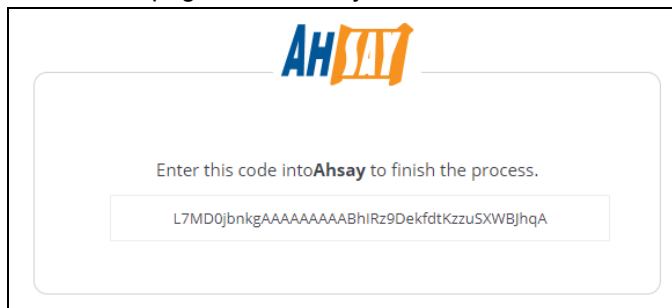 AHSAY
Enter this code intoAhsay to finish the process.
L7MD0jbnkgAAAAAAAAABhIRz9DekfdtKzzuSXWBJhqA